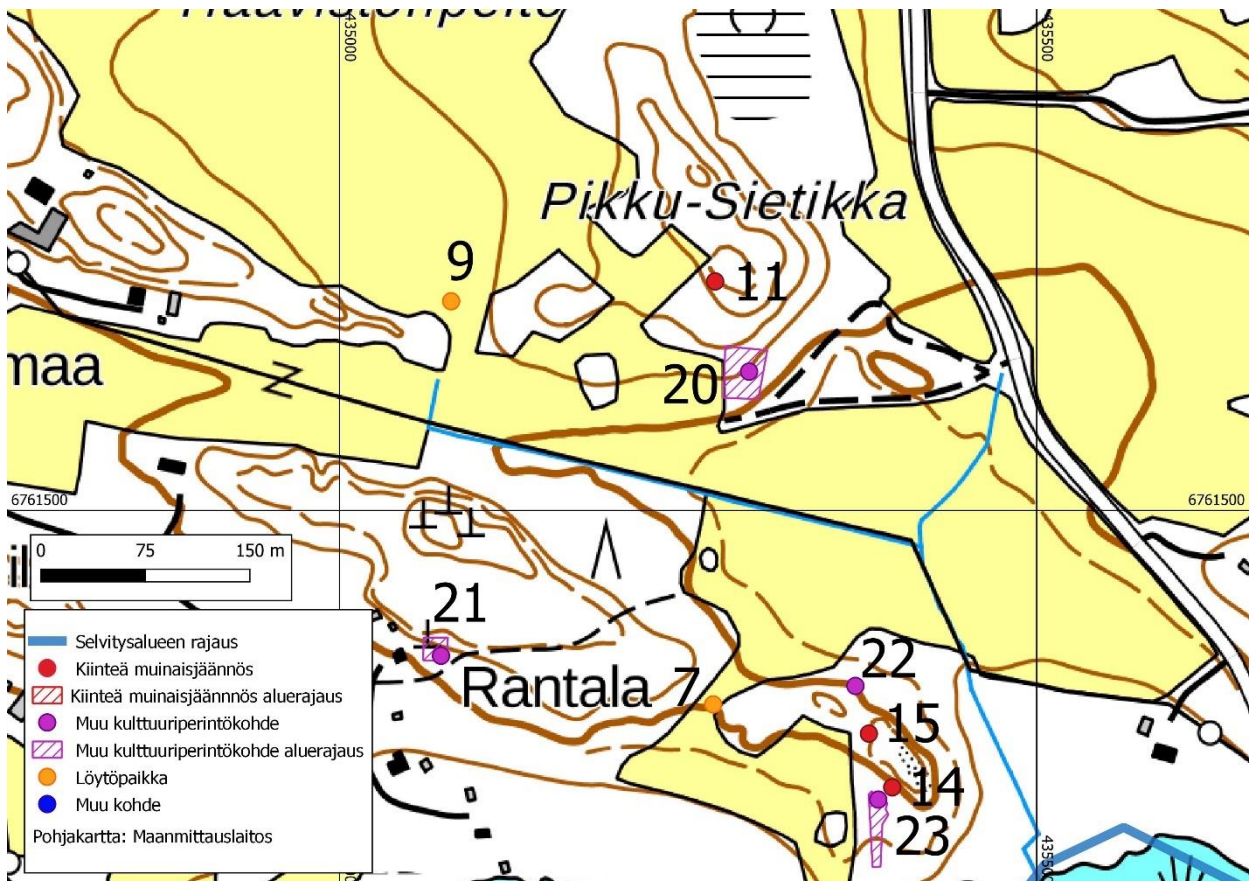 435000
435500
Pikku-Sietikka
9
11
20
maa
6761500
6761500
0 75 150 m
21
Rantala
7
22
15
14
23
Selvitysalueen rajaus
Kiinteä muinaisjäännös
Kiinteä muinaisjäännnös aluerajaus
Muu kulttuuriperintökohde
Muu kulttuuriperintökohde aluerajaus
Löytöpaikka
Muu kohde
Pohjakartta: Maanmittauslaitos